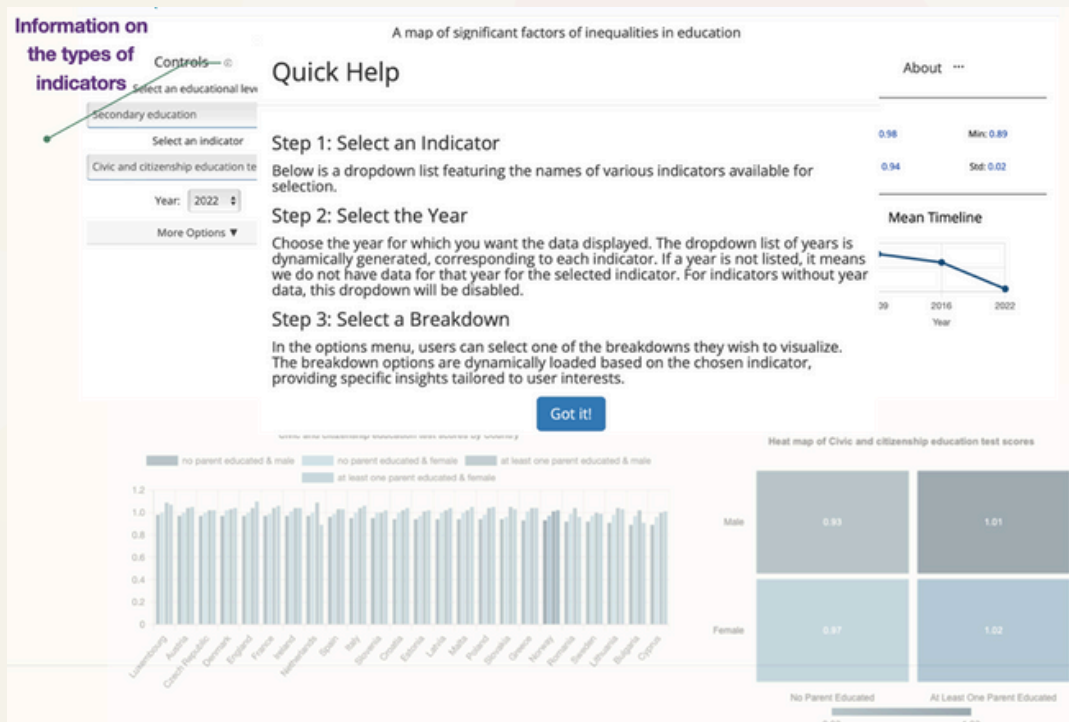 Information on
the types of
indicators
A map of significant factors of inequalities in education
Controls
Select an educational leve
Secondary education
Select an indicator
Civic and citizenship education te
Year: 2022
More Options ▼
Quick Help
Step 1: Select an Indicator
Below is a dropdown list featuring the names of various indicators available for
selection.
Step 2: Select the Year
Choose the year for which you want the data displayed. The dropdown list of years is
dynamically generated, corresponding to each indicator. If a year is not listed, it means
we do not have data for that year for the selected indicator. For indicators without year
data, this dropdown will be disabled.
Step 3: Select a Breakdown
In the options menu, users can select one of the breakdowns they wish to visualize.
The breakdown options are dynamically loaded based on the chosen indicator,
providing specific insights tailored to user interests.
Got it!
About ...
0.98 Min: 0.89
0.94 Std: 0.02
Mean Timeline
09 2016 2022
Year
Civic and citizenship education test scores by Country
no parent educated & male no parent educated & female at least one parent educated & male
at least one parent educated & female
1.2
1.0
0.8
0.6
0.4
0.2
0
Luxembourg Austria Czech Republic Denmark England France Ireland Netherlands Spain Italy Slovenia Croatia Estonia Latvia Malta Poland Slovakia Greece Norway Romania Sweden Lithuania Bulgaria Cyprus
Heat map of Civic and citizenship education test scores
Male 0.93 1.01
Female 0.97 1.02
No Parent Educated At Least One Parent Educated